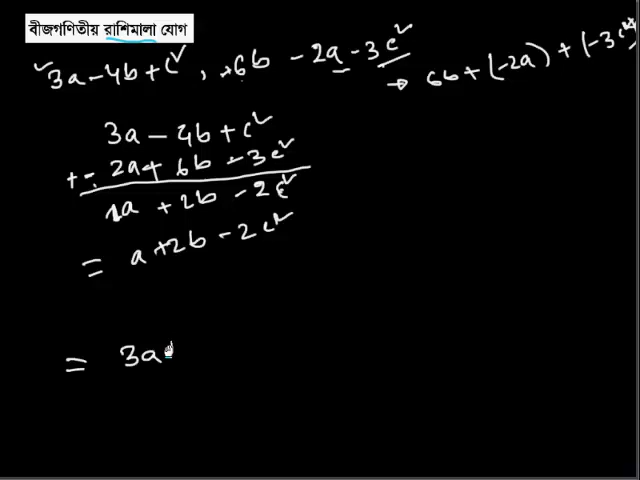 বীজগণিতীয় রাশিমালা যোগ
3a - 4b + c², +6b - 2a - 3c²
→ 6b + (-2a) + (-3c²)
3a - 4b + c²
+ - 2a + 6b - 3c²
1a + 2b - 2c²
= a + 2b - 2c²
= 3a